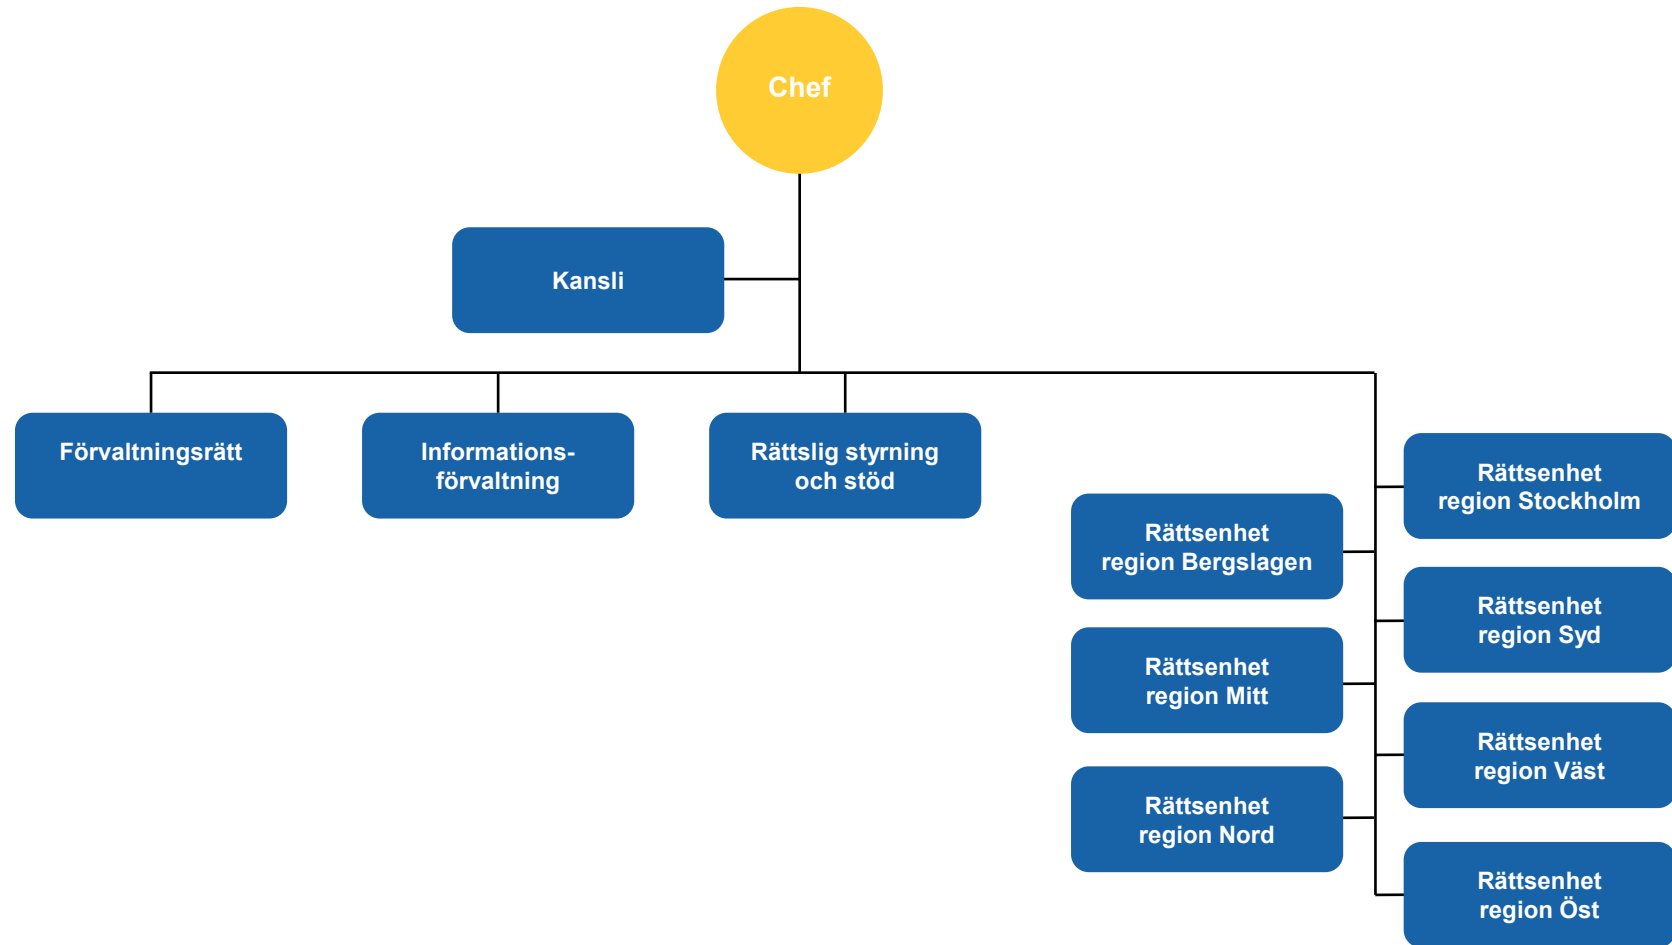 Chef
Kansli
Förvaltningsrätt
Informations-
förvaltning
Rättslig styrning
och stöd
Rättsenhet
region Bergslagen
Rättsenhet
region Mitt
Rättsenhet
region Nord
Rättsenhet
region Stockholm
Rättsenhet
region Syd
Rättsenhet
region Väst
Rättsenhet
region Öst